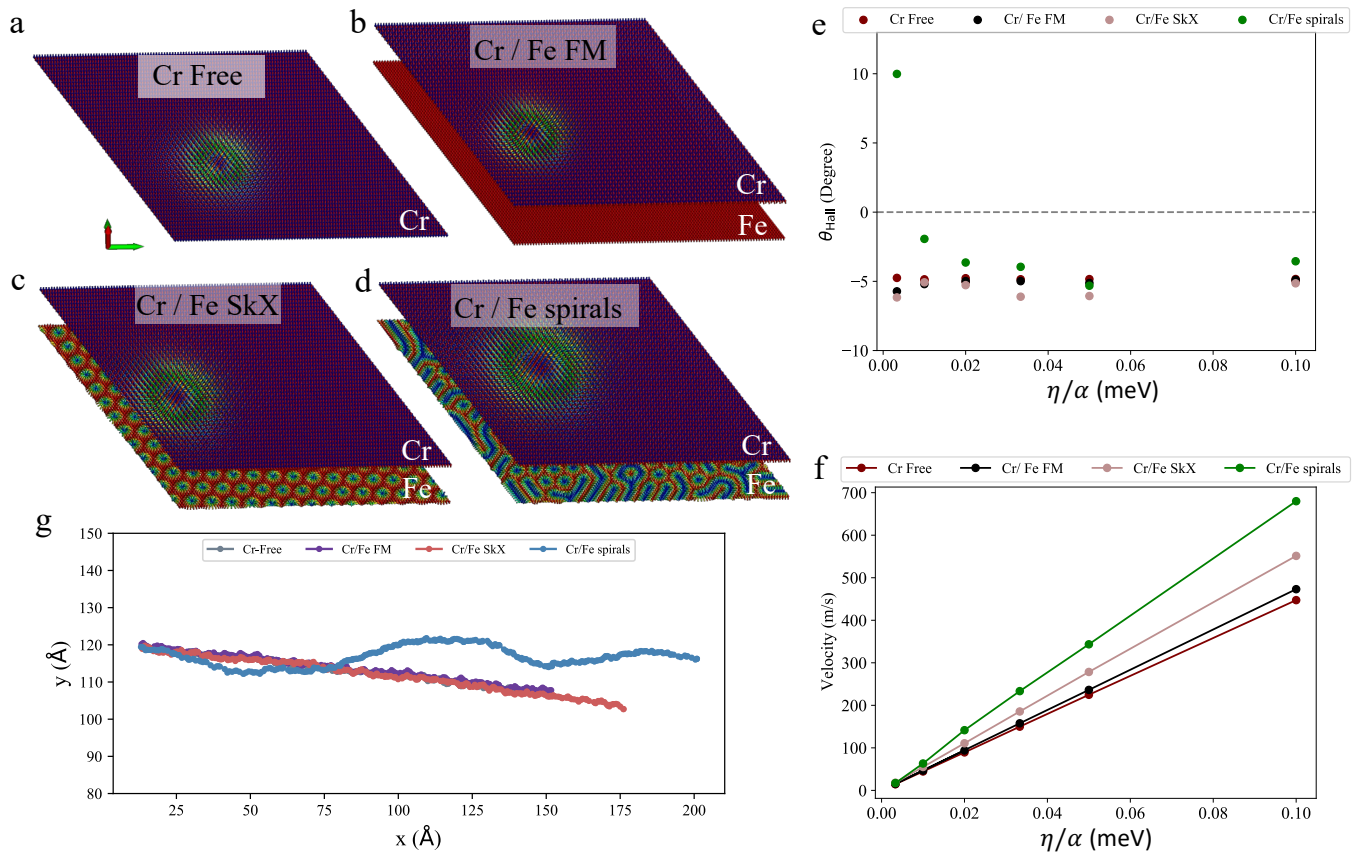 a
Cr Free
Cr
b
Cr / Fe FM
Cr
Fe
c
Cr / Fe SkX
Cr
Fe
d
Cr / Fe spirals
Cr
Fe
e
Cr Free Cr/ Fe FM Cr/Fe SkX Cr/Fe spirals
10
5
0
−5
−10
θHall (Degree)
0.00 0.02 0.04 0.06 0.08 0.10
η/α (meV)
f
Cr Free Cr/ Fe FM Cr/Fe SkX Cr/Fe spirals
700
600
500
400
300
200
100
0
Velocity (m/s)
0.00 0.02 0.04 0.06 0.08 0.10
η/α (meV)
g
Cr-Free Cr/Fe FM Cr/Fe SkX Cr/Fe spirals
150
140
130
120
110
100
90
80
y (Å)
25 50 75 100 125 150 175 200
x (Å)